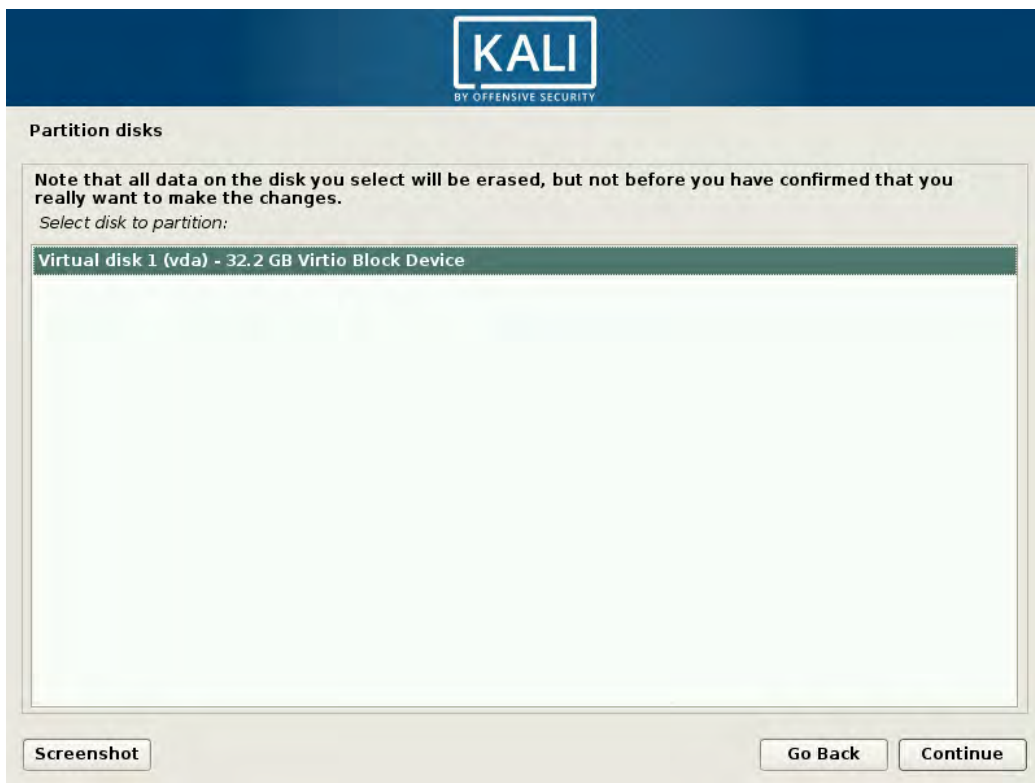 KALI
BY OFFENSIVE SECURITY
Partition disks
Note that all data on the disk you select will be erased, but not before you have confirmed that you
really want to make the changes.
Select disk to partition:
Virtual disk 1 (vda) - 32.2 GB Virtio Block Device
Screenshot
Go Back
Continue